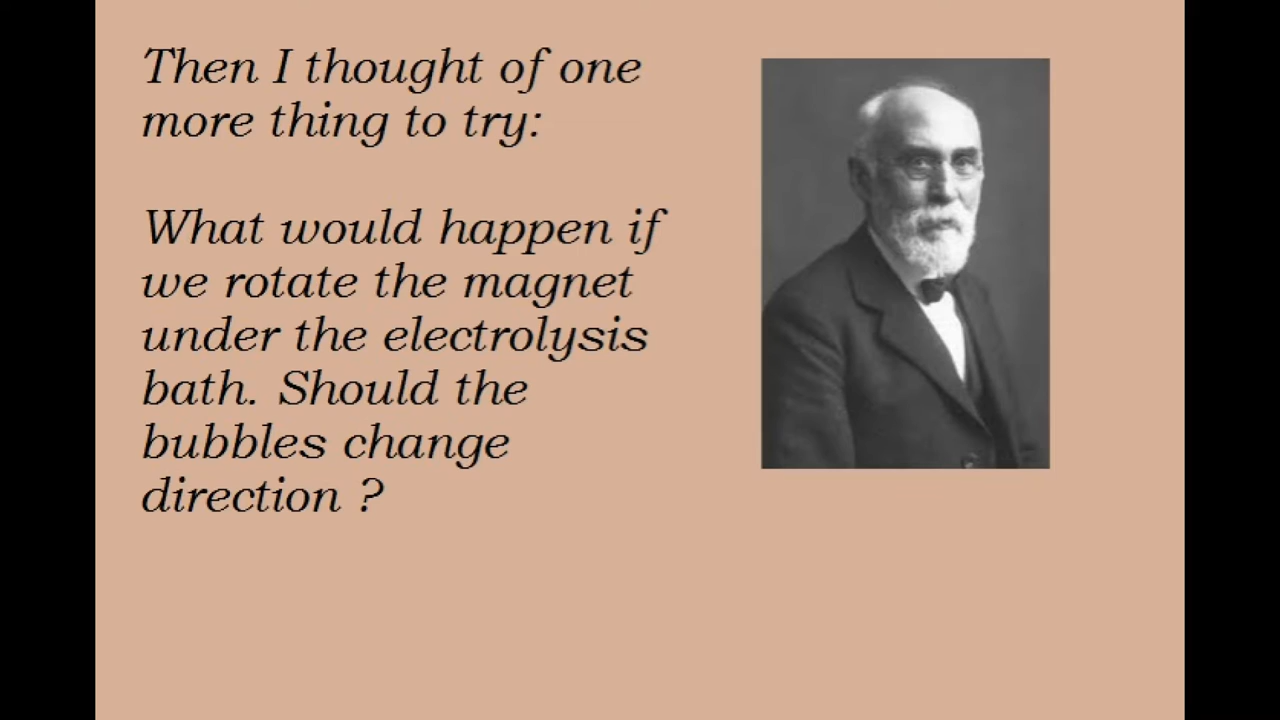 Then I thought of one
more thing to try:
What would happen if
we rotate the magnet
under the electrolysis
bath. Should the
bubbles change
direction ?